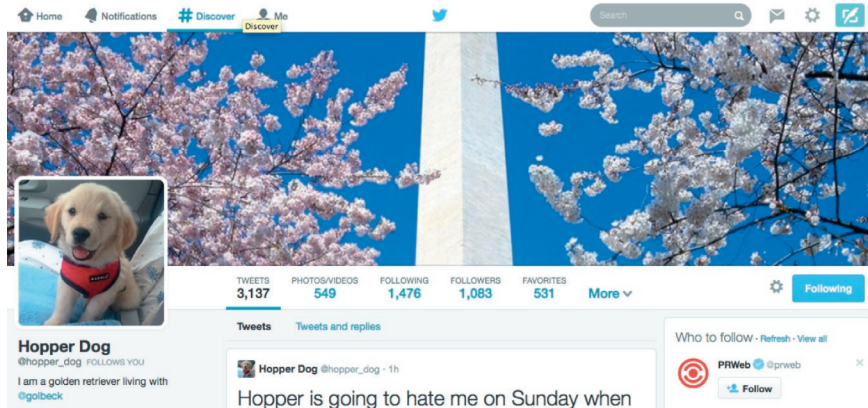 Home Notifications # Discover Me Search
Discover
TWEETS PHOTOS/VIDEOS FOLLOWING FOLLOWERS FAVORITES
3,137 549 1,476 1,083 531 More Following
Tweets Tweets and replies
Hopper Dog
@hopper_dog FOLLOWS YOU
I am a golden retriever living with
@golbeck
Hopper Dog @hopper_dog · 1h
Hopper is going to hate me on Sunday when
Who to follow · Refresh · View all
PRWeb @prweb
Follow